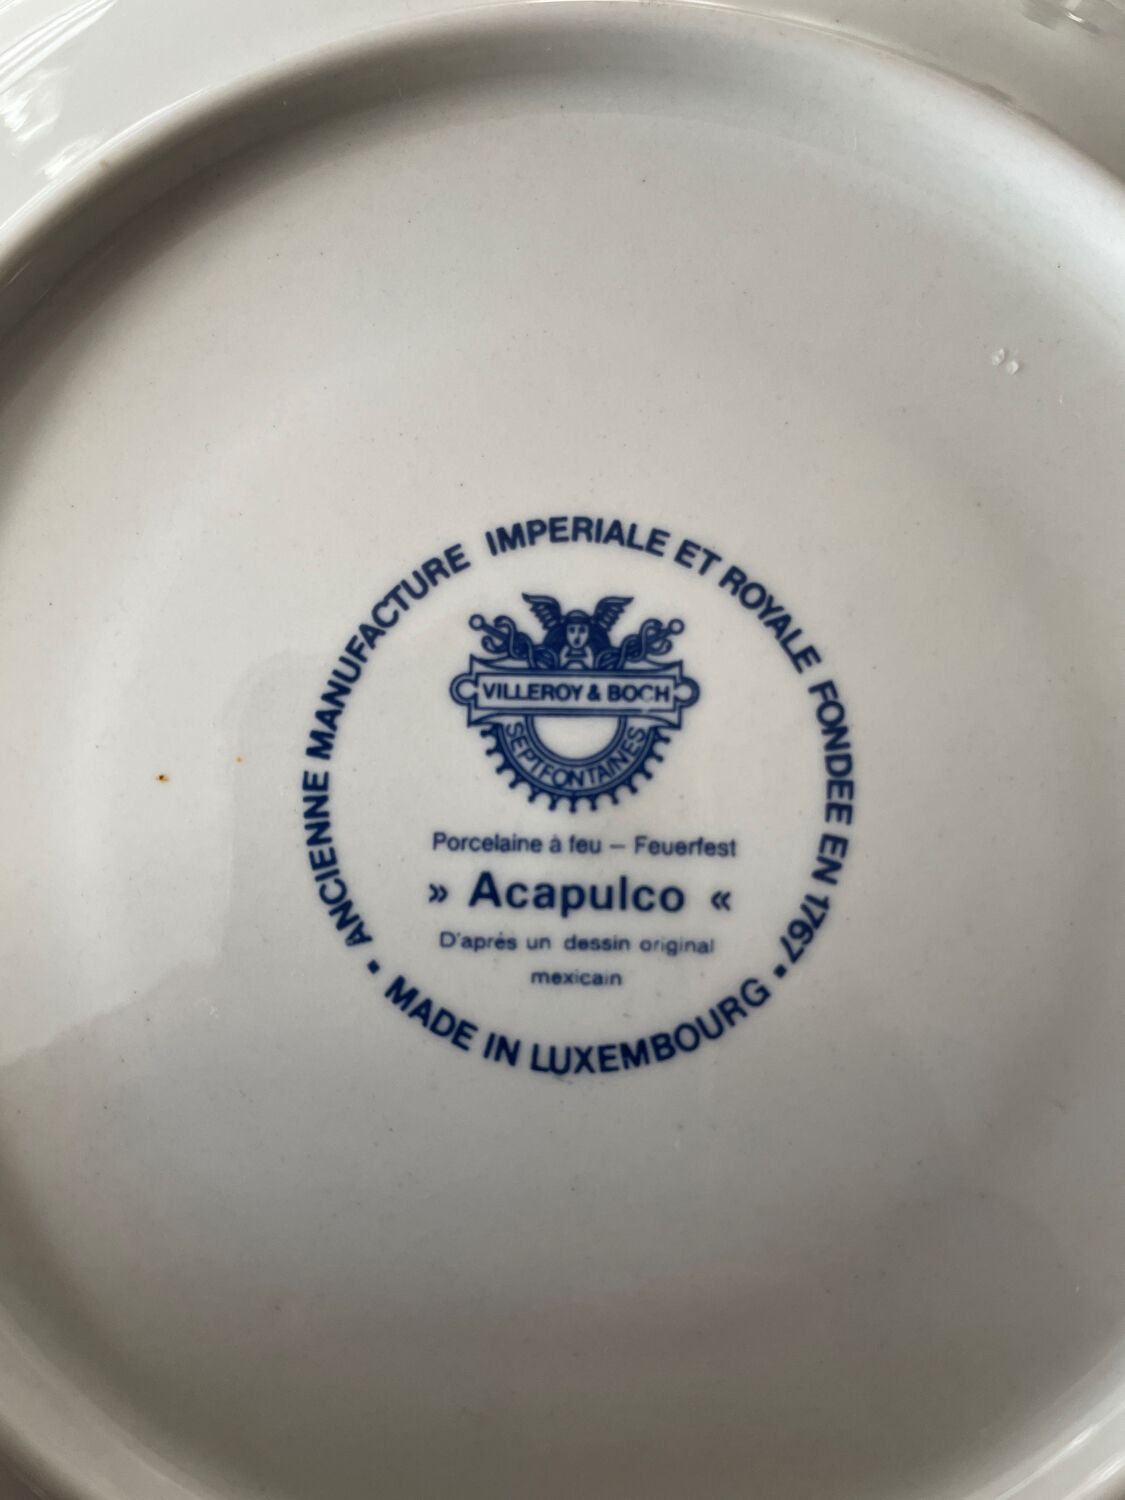 ANCIENNE MANUFACTURE IMPERIALE ET ROYALE FONDEE EN 1767
VILLEROY & BOCH
SEPTFONTAINES
Porcelaine à feu – Feuerfest
» Acapulco «
D'après un dessin original
mexicain
▪ MADE IN LUXEMBOURG ▪